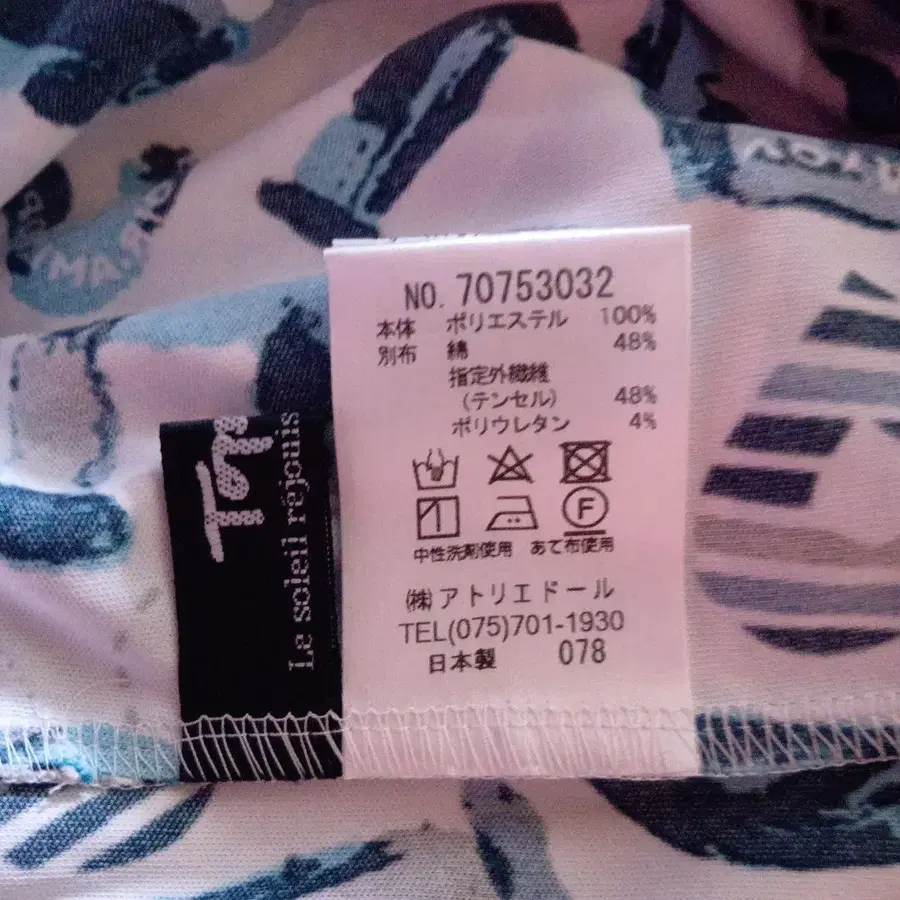 NO. 70753032
本体 ポリエステル 100%
別布 綿 48%
指定外繊維
(テンセル) 48%
ポリウレタン 4%
F
中性洗剤使用 あて布使用
(株)アトリエドール
TEL(075)701-1930
日本製 078
Le soleil réjouis